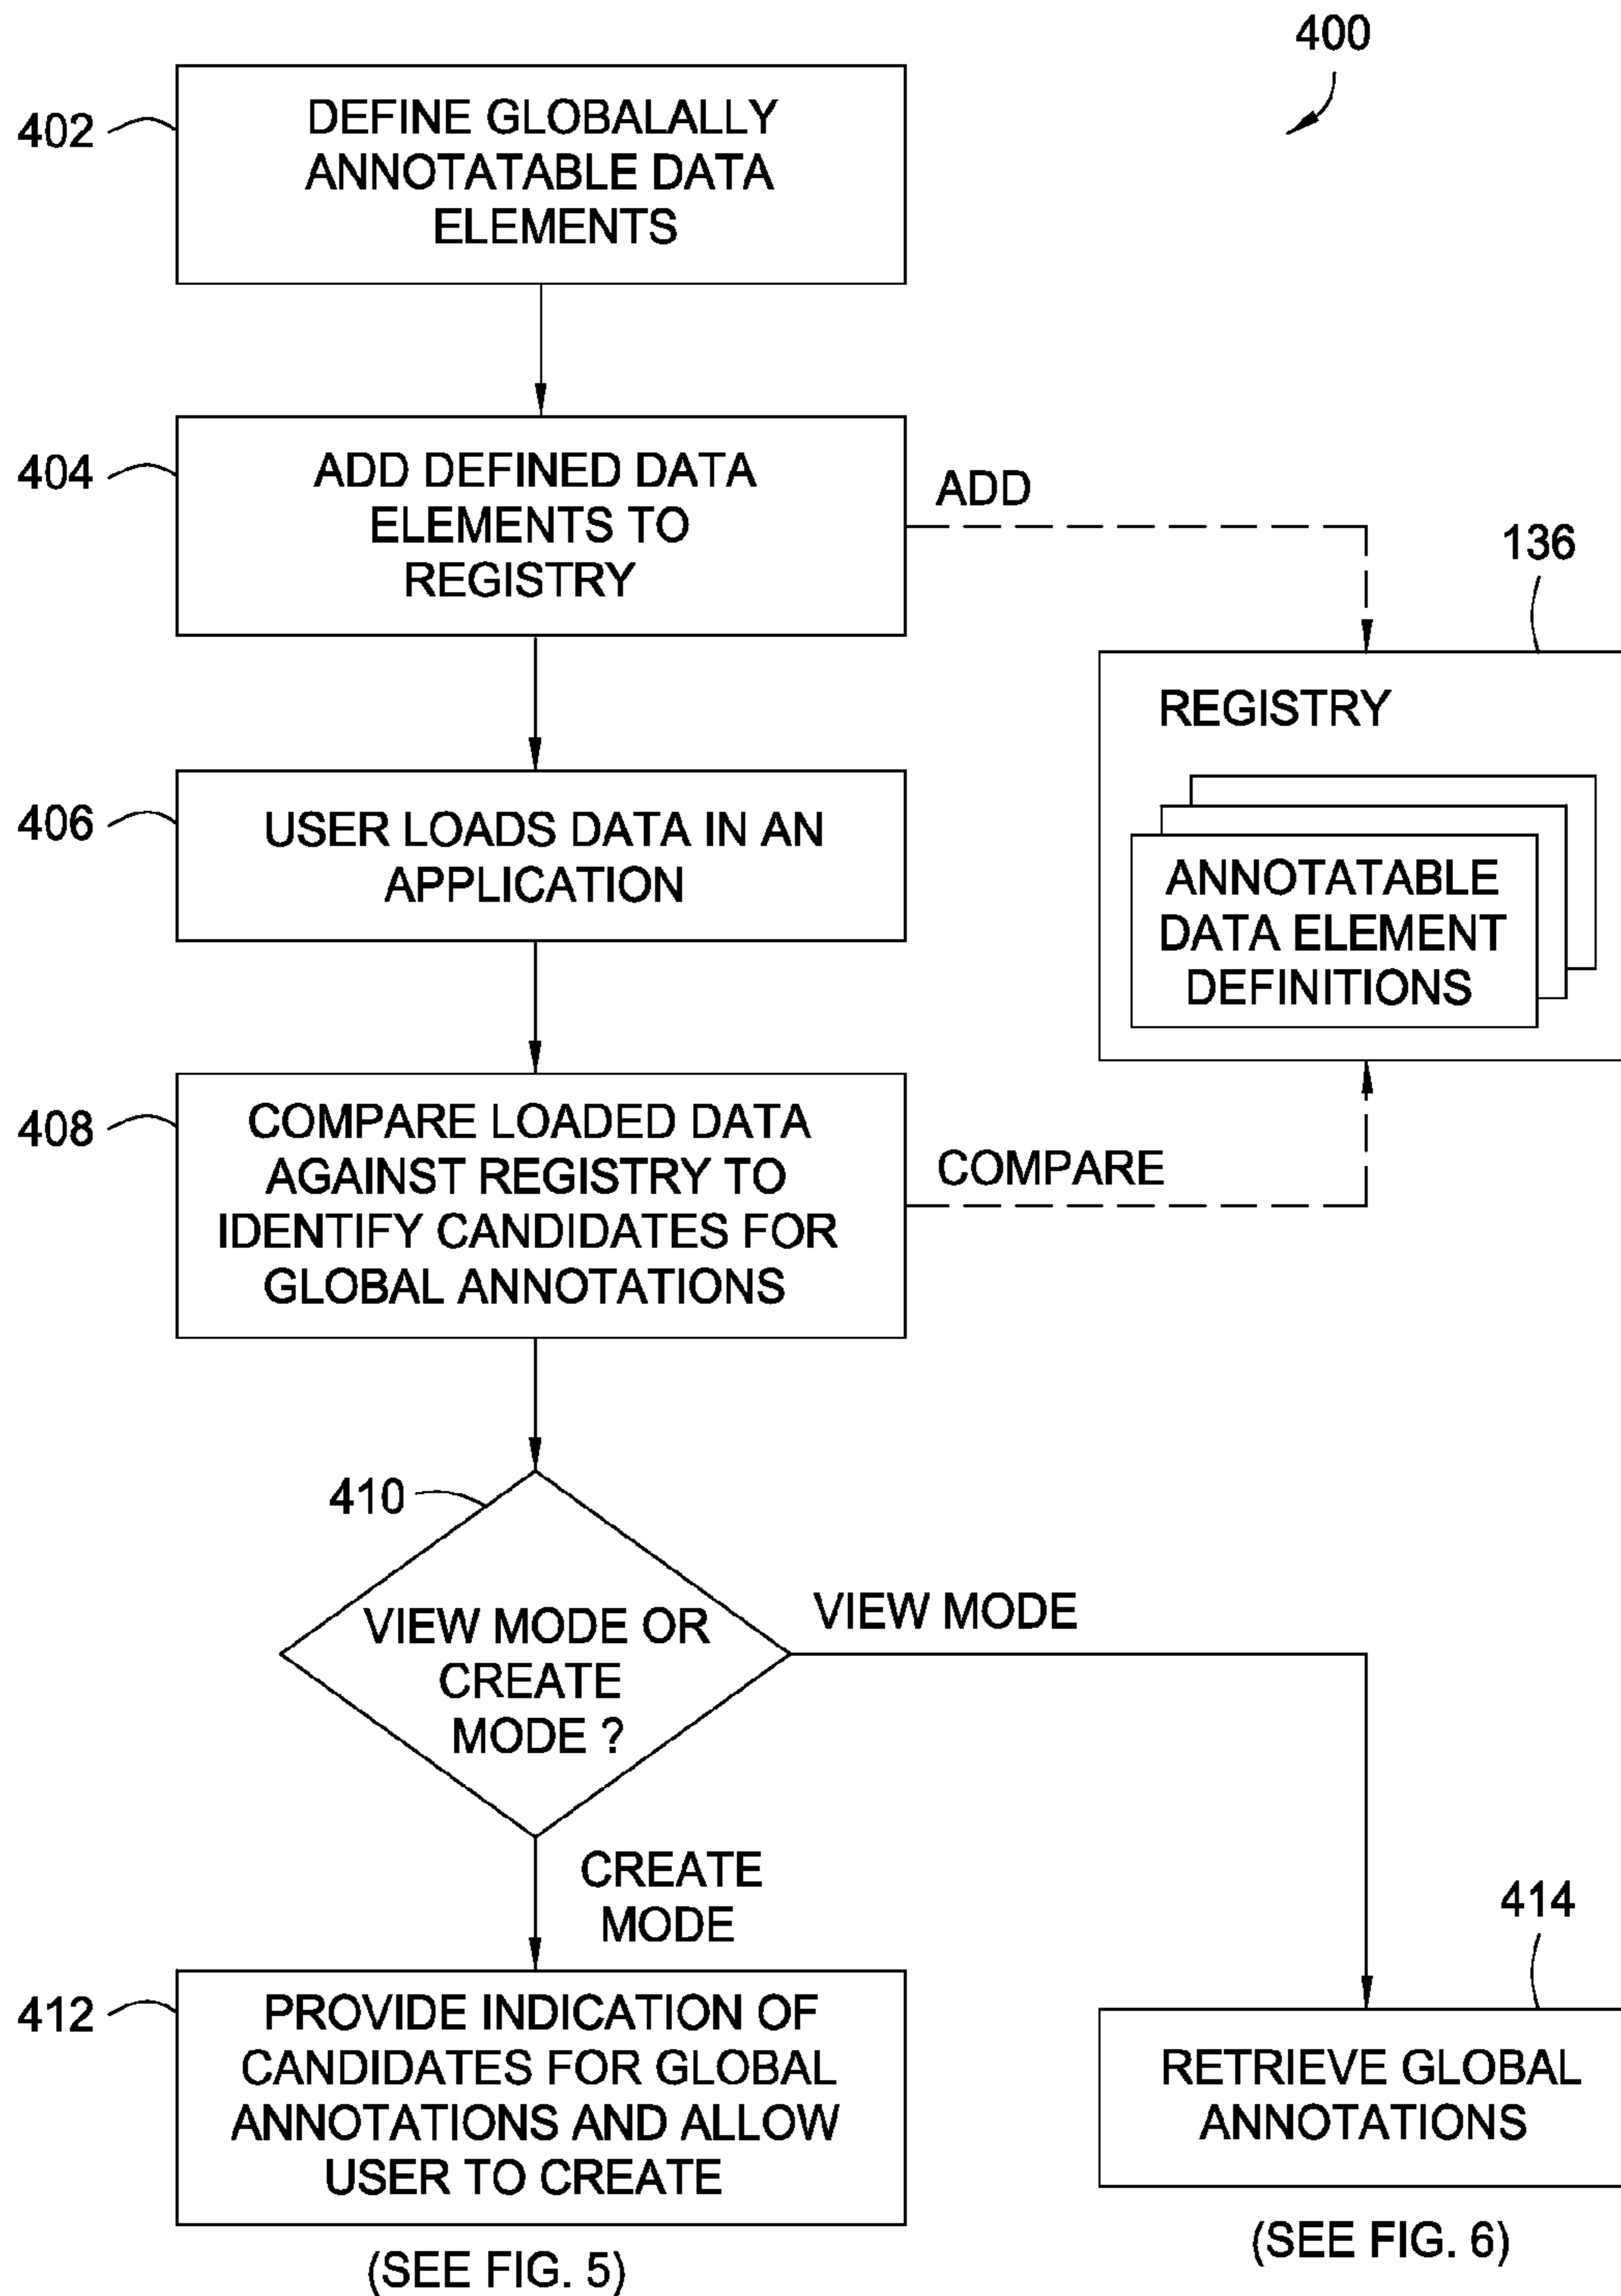 400
402
DEFINE GLOBALALLY
ANNOTATABLE DATA
ELEMENTS
404
ADD DEFINED DATA
ELEMENTS TO
REGISTRY
ADD
136
REGISTRY
ANNOTATABLE
DATA ELEMENT
DEFINITIONS
406
USER LOADS DATA IN AN
APPLICATION
408
COMPARE LOADED DATA
AGAINST REGISTRY TO
IDENTIFY CANDIDATES FOR
GLOBAL ANNOTATIONS
COMPARE
410
VIEW MODE OR
CREATE
MODE ?
VIEW MODE
CREATE
MODE
412
PROVIDE INDICATION OF
CANDIDATES FOR GLOBAL
ANNOTATIONS AND ALLOW
USER TO CREATE
(SEE FIG. 5)
414
RETRIEVE GLOBAL
ANNOTATIONS
(SEE FIG. 6)